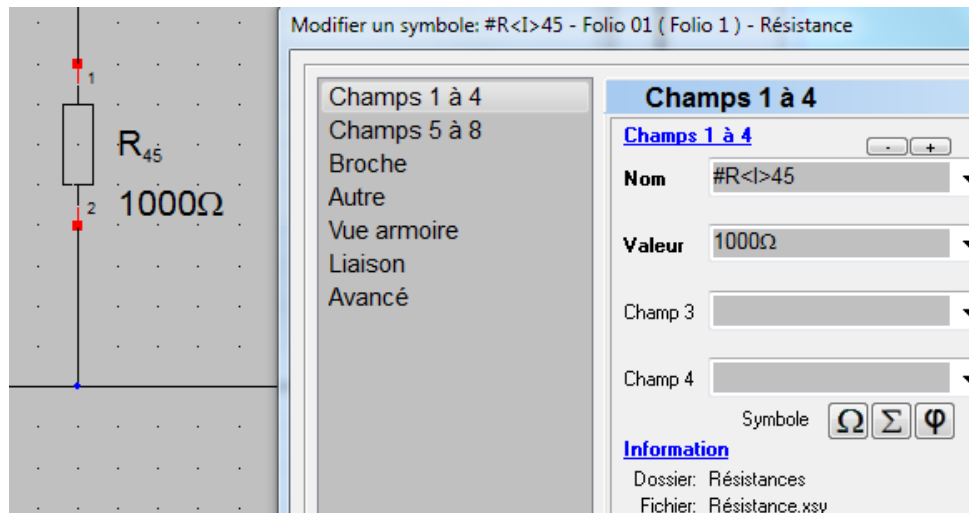 Modifier un symbole: #R<I>45 - Folio 01 ( Folio 1 ) - Résistance
1
R45
2
1000Ω
Champs 1 à 4
Champs 5 à 8
Broche
Autre
Vue armoire
Liaison
Avancé
Champs 1 à 4
Champs 1 à 4
- +
Nom #R<I>45
Valeur 1000Ω
Champ 3
Champ 4
Symbole Ω Σ φ
Information
Dossier: Résistances
Fichier: Résistance.xsy